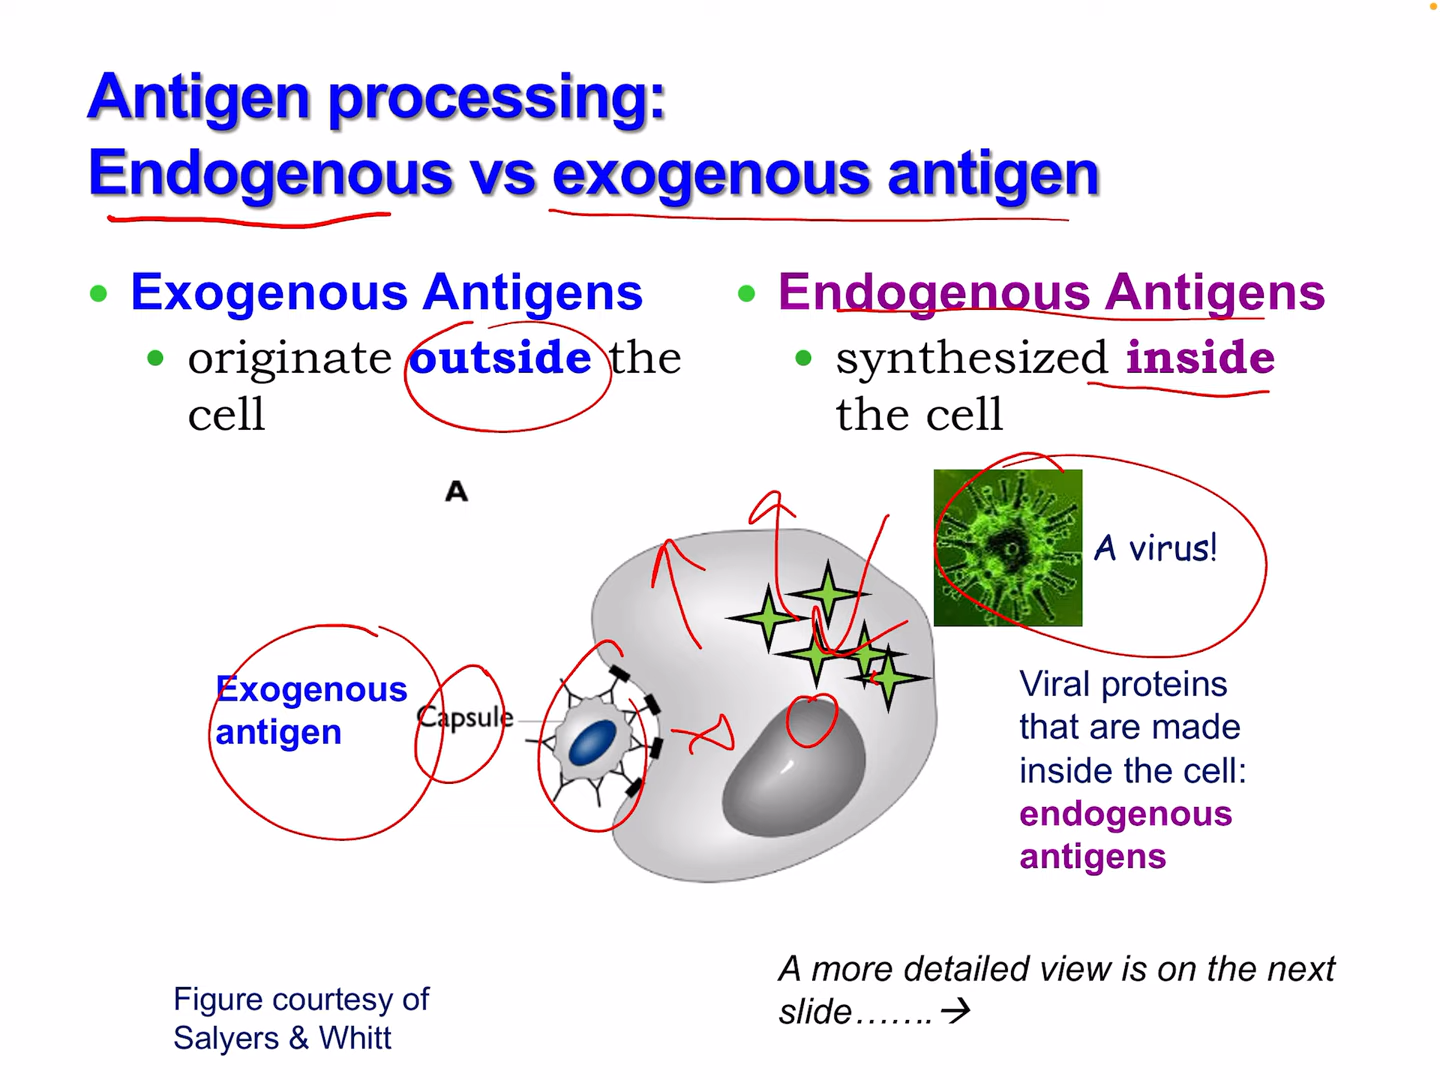 Antigen processing:
Endogenous vs exogenous antigen
• Exogenous Antigens
• originate outside the
cell
• Endogenous Antigens
• synthesized inside
the cell
A
A virus!
Exogenous
antigen
Capsule
Viral proteins
that are made
inside the cell:
endogenous
antigens
Figure courtesy of
Salyers & Whitt
A more detailed view is on the next
slide…….→